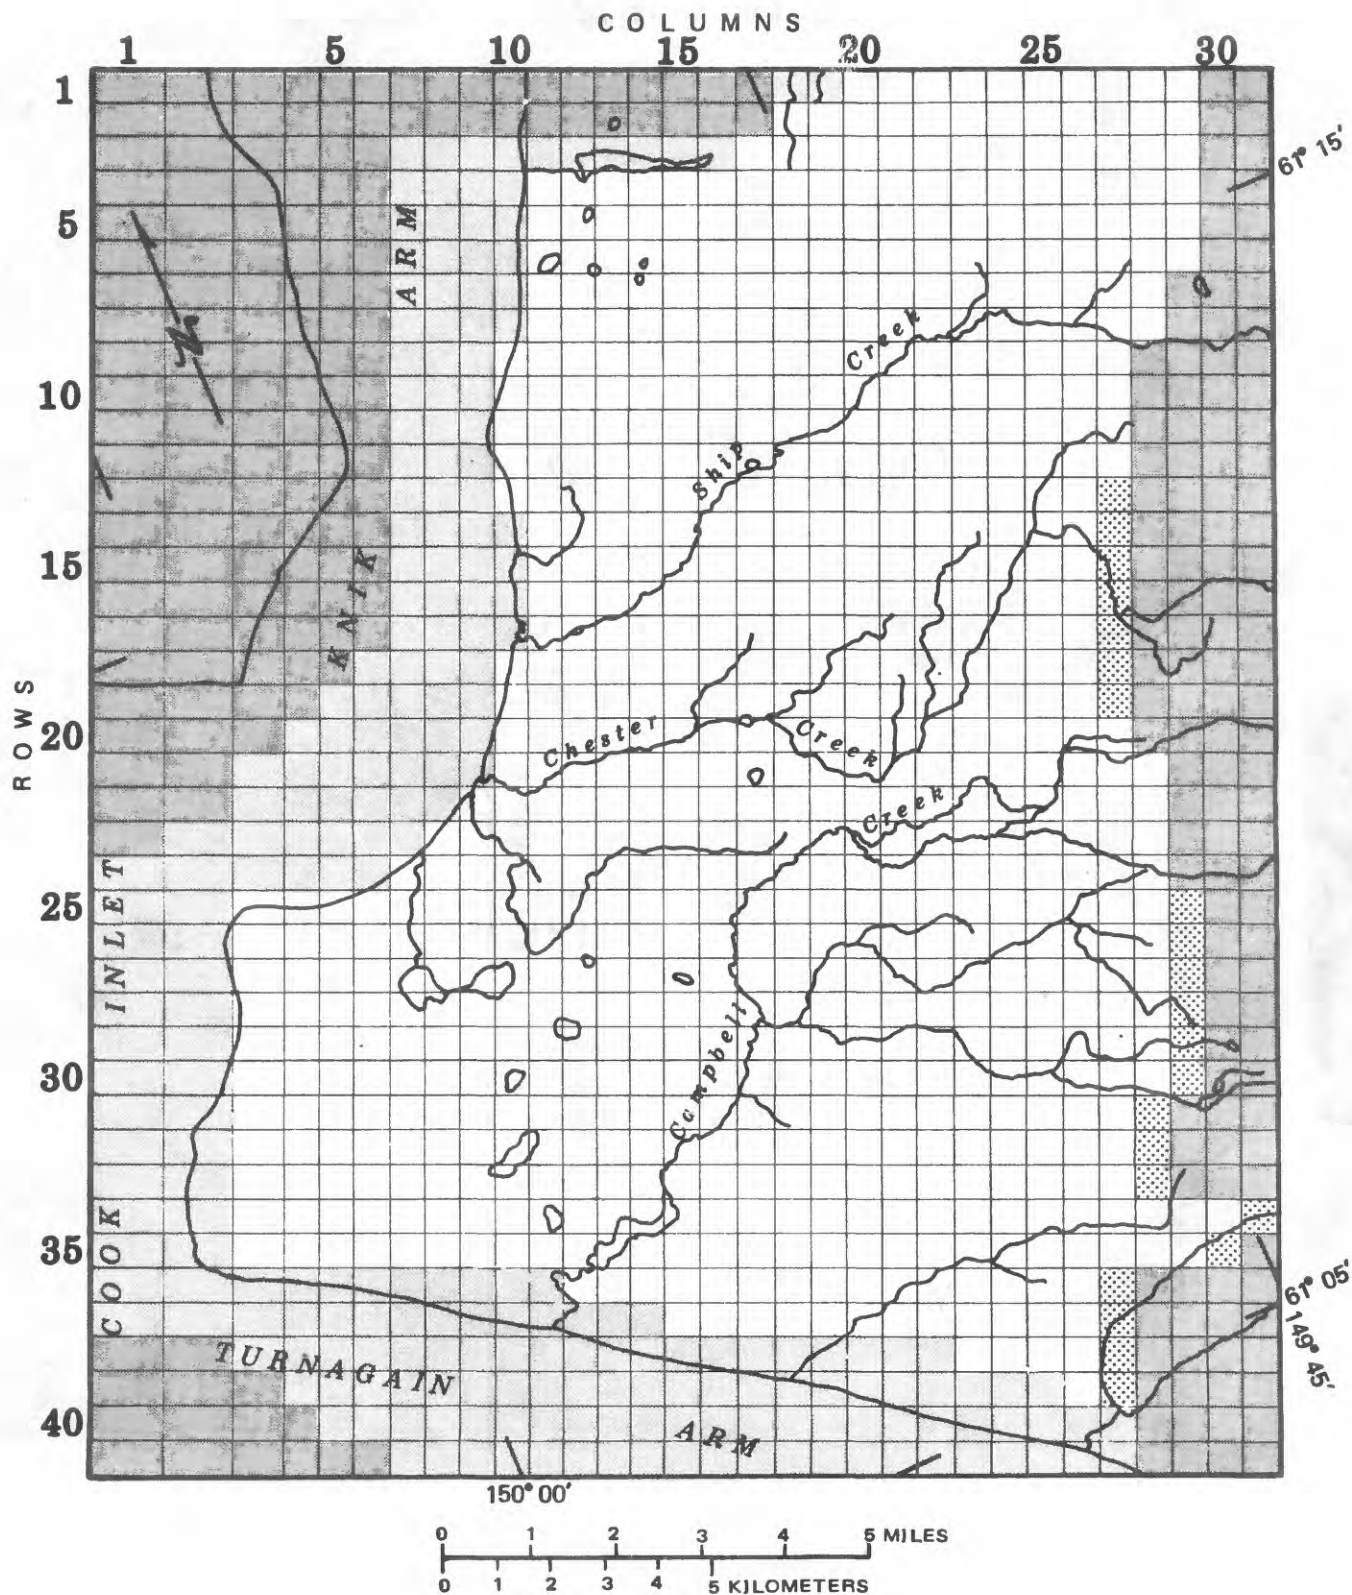 COLUMNS
1 5 10 15 20 25 30
1
5
10
15
20
25
30
35
40
ROWS
61° 15'
ARM
KNIK
N
Creek
Ship
Chester
Creek
Creek
Campbell
INLET
COOK
TURNAGAIN
ARM
61° 05'
149° 45'
150° 00'
0 1 2 3 4 5 MILES
0 1 2 3 4 5 KILOMETERS